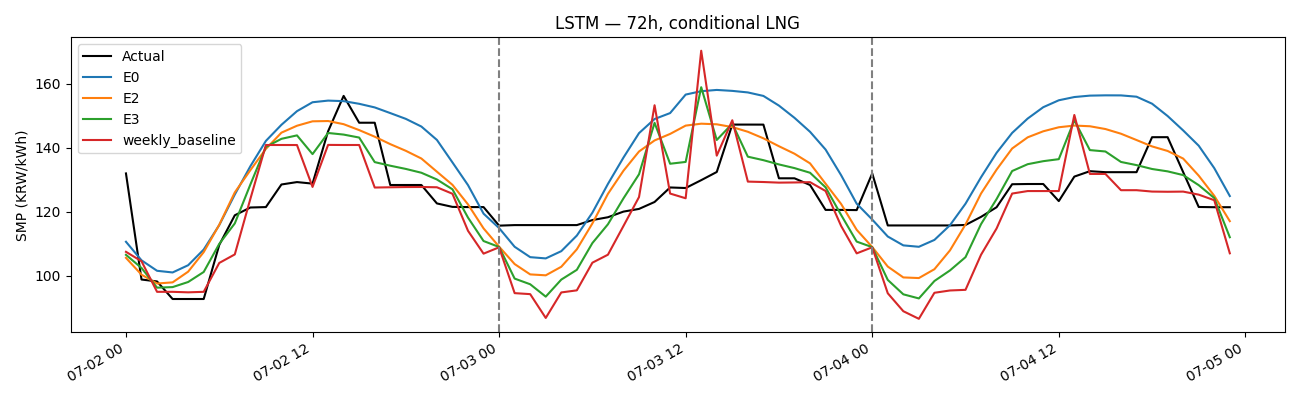 LSTM — 72h, conditional LNG
Actual
E0
E2
E3
weekly_baseline
SMP (KRW/kWh)
160
140
120
100
07-02 00
07-02 12
07-03 00
07-03 12
07-04 00
07-04 12
07-05 00